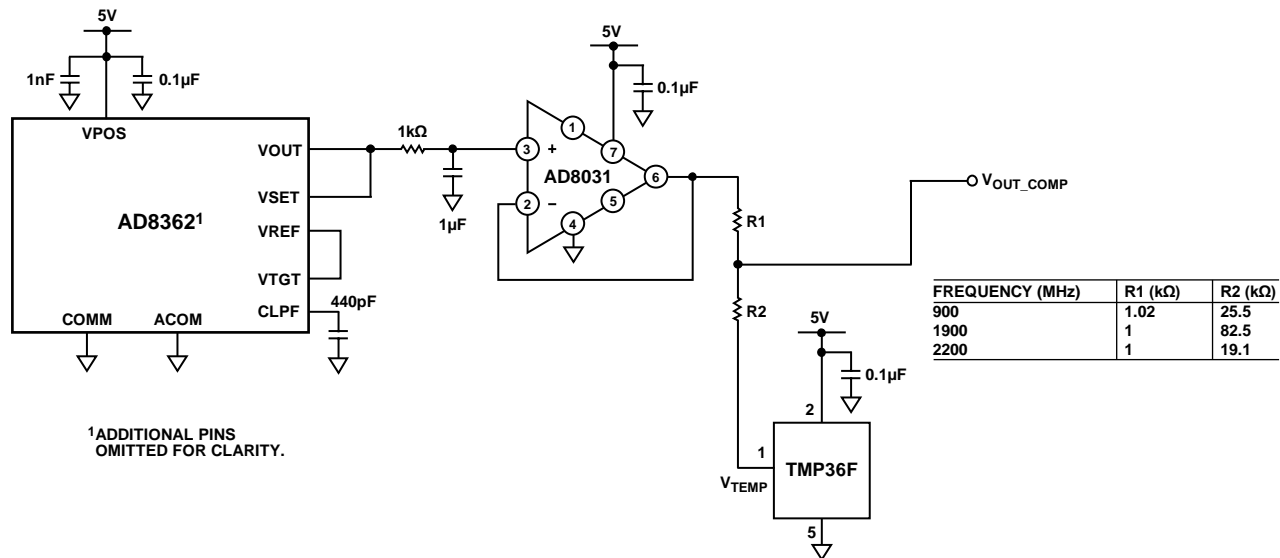 5V
1nF
0.1µF
VPOS
VOUT
VSET
AD8362¹
VREF
VTGT
CLPF
COMM
ACOM
440pF
1kΩ
1µF
5V
0.1µF
3
+
1
7
AD8031
6
2
–
4
5
R1
R2
VOUT_COMP
FREQUENCY (MHz) R1 (kΩ) R2 (kΩ)
900 1.02 25.5
1900 1 82.5
2200 1 19.1
5V
0.1µF
2
1
VTEMP
TMP36F
5
¹ADDITIONAL PINS
OMITTED FOR CLARITY.